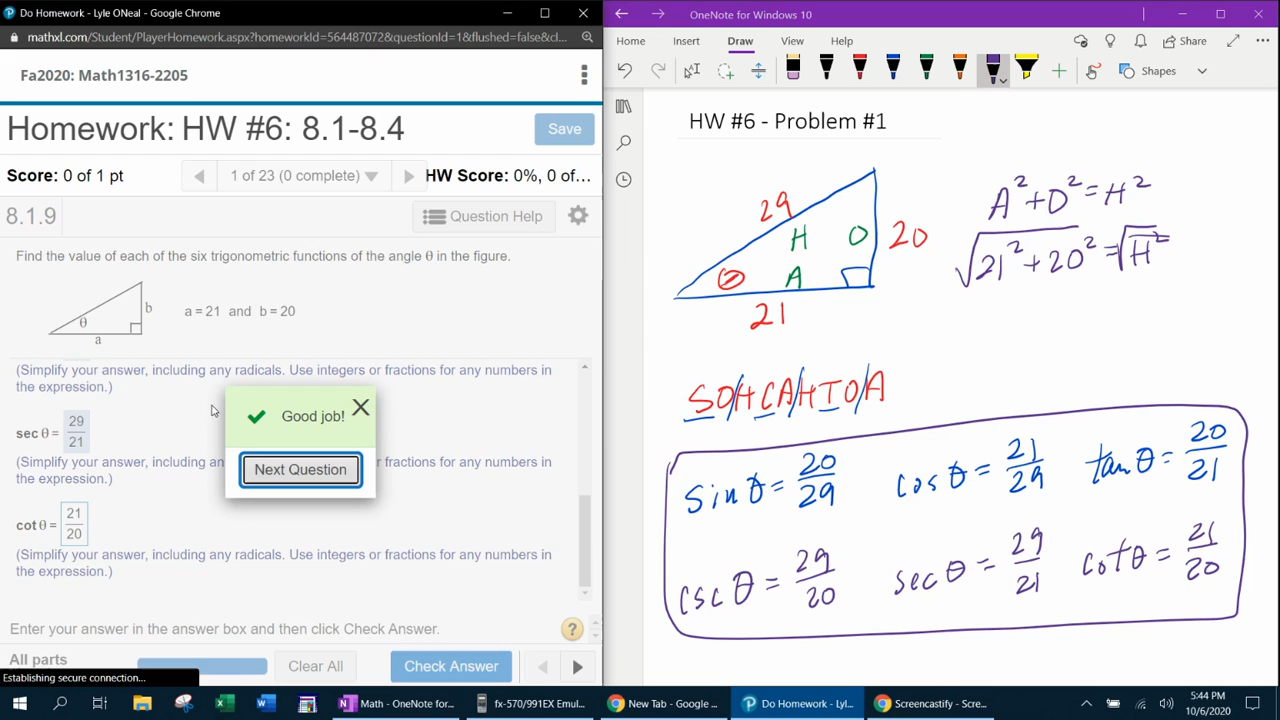 Do Homework - Lyle ONeal - Google Chrome
mathxl.com/Student/PlayerHomework.aspx?homeworkId=564487072&questionId=1&flushed=false&cl...
Fa2020: Math1316-2205
Homework: HW #6: 8.1-8.4
Save
Score: 0 of 1 pt
1 of 23 (0 complete)
HW Score: 0%, 0 of...
8.1.9
Question Help
Find the value of each of the six trigonometric functions of the angle θ in the figure.
θ
b
a
a = 21 and b = 20
(Simplify your answer, including any radicals. Use integers or fractions for any numbers in
the expression.)
sec θ = 29/21
(Simplify your answer, including an
r fractions for any numbers in
the expression.)
cot θ = 21/20
(Simplify your answer, including any radicals. Use integers or fractions for any numbers in
the expression.)
Good job!
Next Question
Enter your answer in the answer box and then click Check Answer.
?
All parts
Clear All
Check Answer
Establishing secure connection...
OneNote for Windows 10
Home
Insert
Draw
View
Help
Share
Shapes
HW #6 - Problem #1
29
H
O
20
θ
A
21
A² + O² = H²
√21² + 20² = √H²
SOH/CAH/TOA
sin θ = 20/29
cos θ = 21/29
tan θ = 20/21
csc θ = 29/20
sec θ = 29/21
cot θ = 21/20
Math - OneNote for...
fx-570/991EX Emul...
New Tab - Google ...
Do Homework - Lyl...
Screencastify - Scre...
5:44 PM
10/6/2020